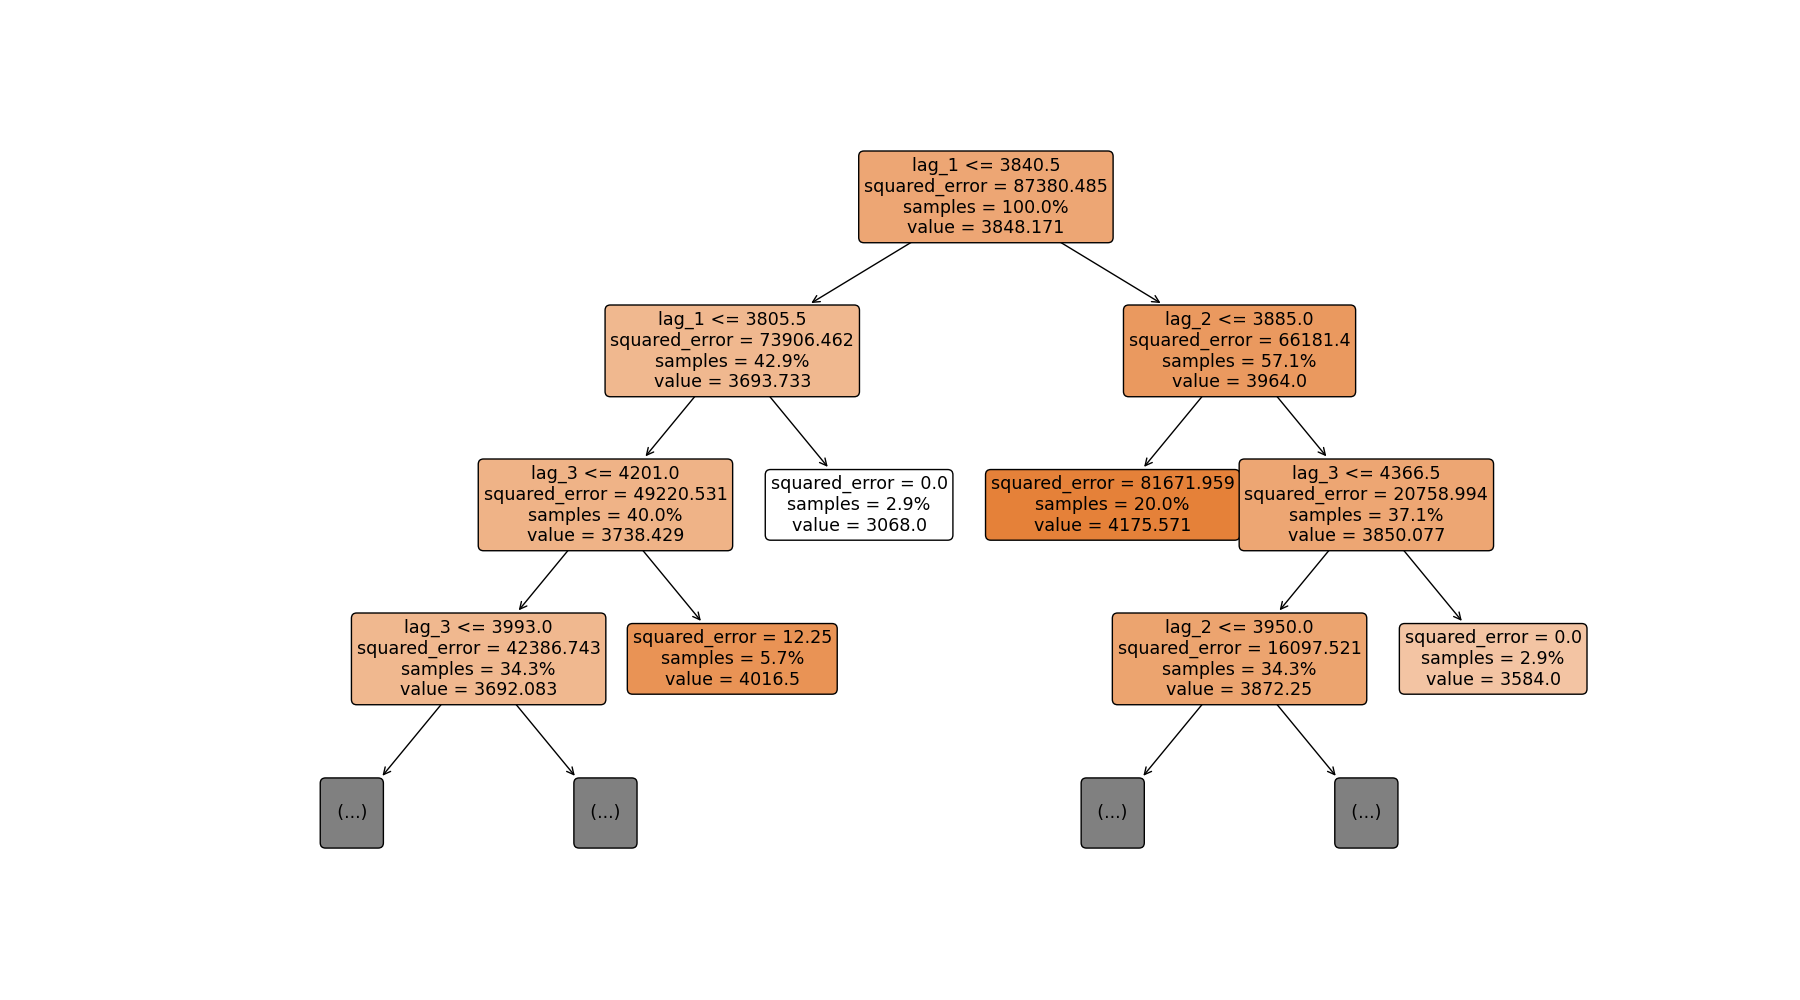 lag_1 <= 3840.5
squared_error = 87380.485
samples = 100.0%
value = 3848.171
lag_1 <= 3805.5
squared_error = 73906.462
samples = 42.9%
value = 3693.733
lag_2 <= 3885.0
squared_error = 66181.4
samples = 57.1%
value = 3964.0
lag_3 <= 4201.0
squared_error = 49220.531
samples = 40.0%
value = 3738.429
squared_error = 0.0
samples = 2.9%
value = 3068.0
squared_error = 81671.959
samples = 20.0%
value = 4175.571
lag_3 <= 4366.5
squared_error = 20758.994
samples = 37.1%
value = 3850.077
lag_3 <= 3993.0
squared_error = 42386.743
samples = 34.3%
value = 3692.083
squared_error = 12.25
samples = 5.7%
value = 4016.5
lag_2 <= 3950.0
squared_error = 16097.521
samples = 34.3%
value = 3872.25
squared_error = 0.0
samples = 2.9%
value = 3584.0
(...)
(...)
(...)
(...)